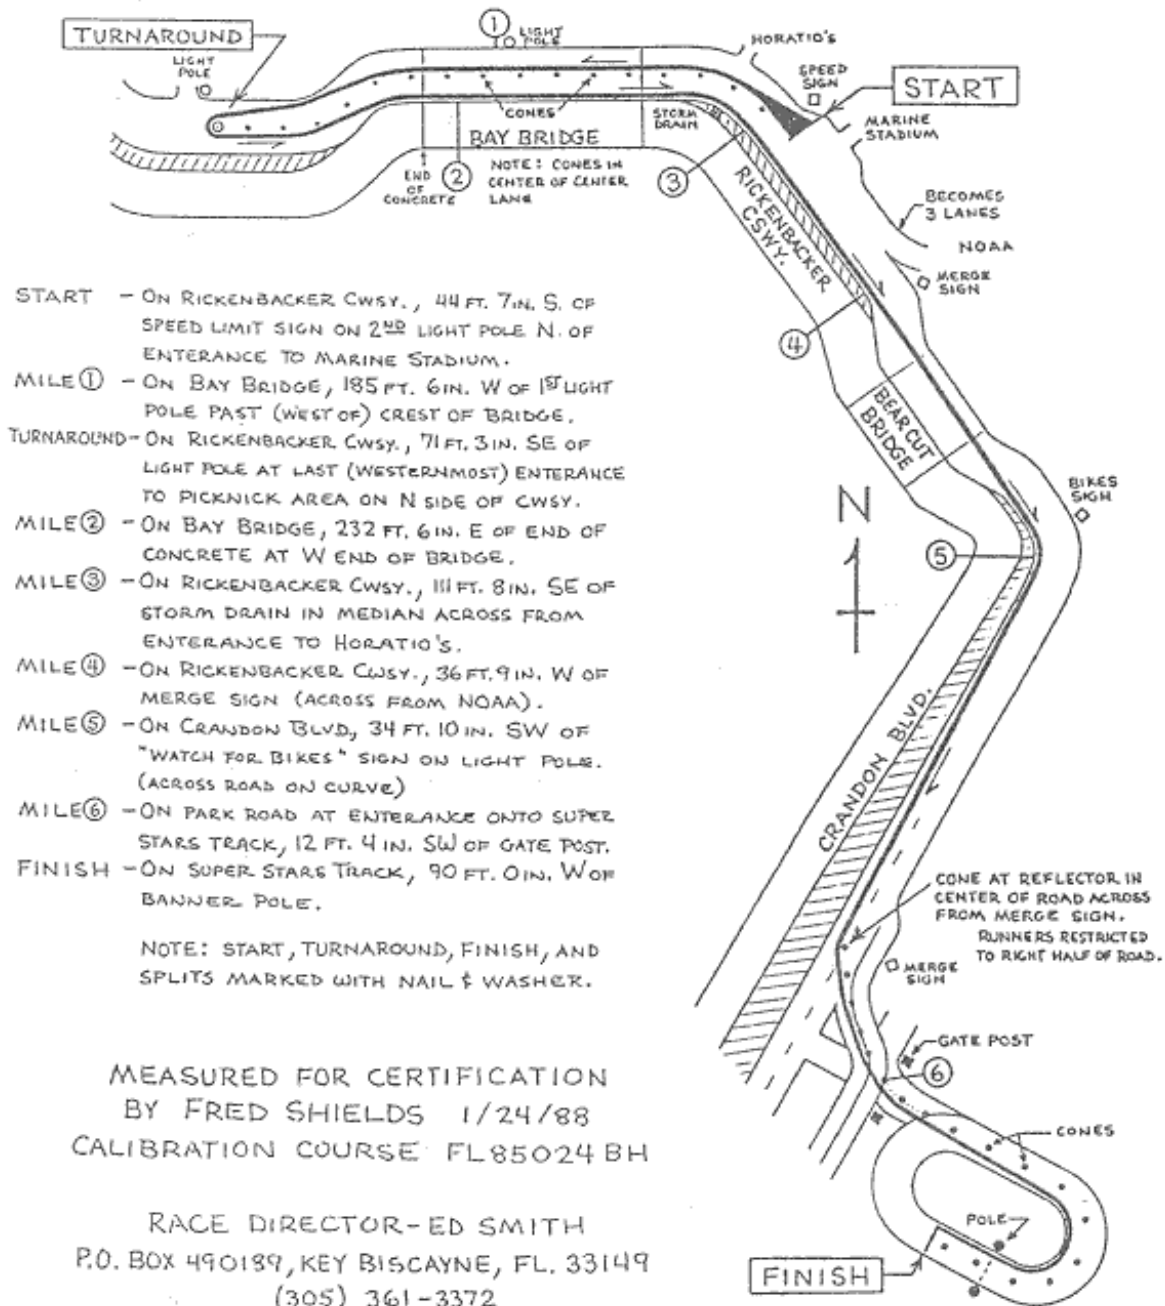 TURNAROUND
LIGHT
POLE
①
LIGHT
POLE
HORATIO'S
SPEED
SIGN
START
MARINE
STADIUM
CONES
STORM
DRAIN
BAY BRIDGE
END
OF
CONCRETE
②
NOTE: CONES IN
CENTER OF CENTER
LANE
③
RICKENBACKER
CSWY.
BECOMES
3 LANES
NOAA
MERGE
SIGN
④
BEAR CUT
BRIDGE
BIKES
SIGN
N
⑤
CRANDON BLVD.
START - ON RICKENBACKER CWSY., 44 FT. 7IN. S. OF
SPEED LIMIT SIGN ON 2ND LIGHT POLE N. OF
ENTERANCE TO MARINE STADIUM.
MILE ① - ON BAY BRIDGE, 185 FT. 6IN. W OF 1ST LIGHT
POLE PAST (WEST OF) CREST OF BRIDGE.
TURNAROUND - ON RICKENBACKER CWSY., 71 FT. 3 IN. SE OF
LIGHT POLE AT LAST (WESTERNMOST) ENTERANCE
TO PICKNICK AREA ON N SIDE OF CWSY.
MILE ② - ON BAY BRIDGE, 232 FT. 6IN. E OF END OF
CONCRETE AT W END OF BRIDGE.
MILE ③ - ON RICKENBACKER CWSY., 111 FT. 8IN. SE OF
STORM DRAIN IN MEDIAN ACROSS FROM
ENTERANCE TO HORATIO'S.
MILE ④ - ON RICKENBACKER CWSY., 36 FT. 9 IN. W OF
MERGE SIGN (ACROSS FROM NOAA).
MILE ⑤ - ON CRANDON BLVD, 34 FT. 10 IN. SW OF
"WATCH FOR BIKES" SIGN ON LIGHT POLE.
(ACROSS ROAD ON CURVE)
MILE ⑥ - ON PARK ROAD AT ENTERANCE ONTO SUPER
STARS TRACK, 12 FT. 4 IN. SW OF GATE POST.
FINISH - ON SUPER STARS TRACK, 90 FT. 0 IN. W OF
BANNER POLE.
NOTE: START, TURNAROUND, FINISH, AND
SPLITS MARKED WITH NAIL & WASHER.
CONE AT REFLECTOR IN
CENTER OF ROAD ACROSS
FROM MERGE SIGN.
RUNNERS RESTRICTED
TO RIGHT HALF OF ROAD.
MERGE
SIGN
GATE POST
⑥
CONES
POLE
FINISH
MEASURED FOR CERTIFICATION
BY FRED SHIELDS 1/24/88
CALIBRATION COURSE FL85024BH
RACE DIRECTOR-ED SMITH
P.O. BOX 490189, KEY BISCAYNE, FL. 33149
(305) 361-3372